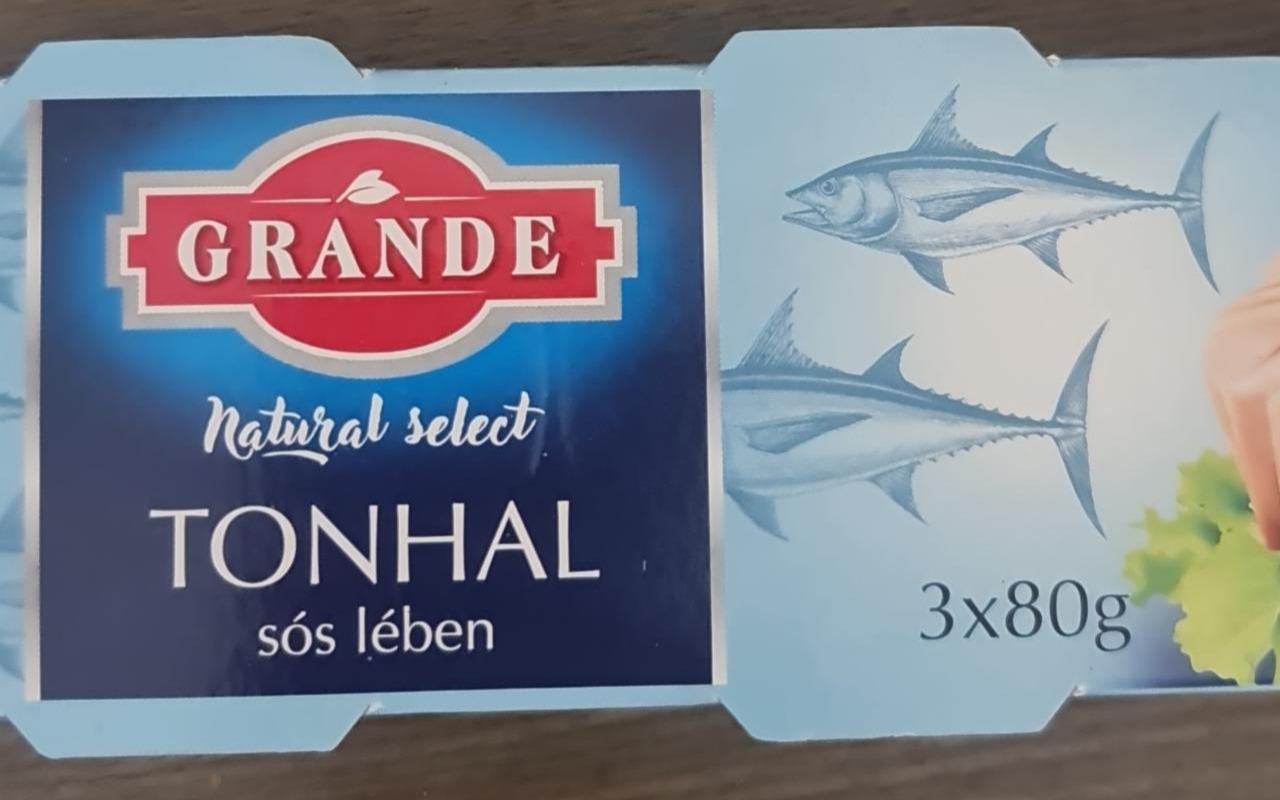 GRANDE
Natural select
TONHAL
sós lében
3x80g